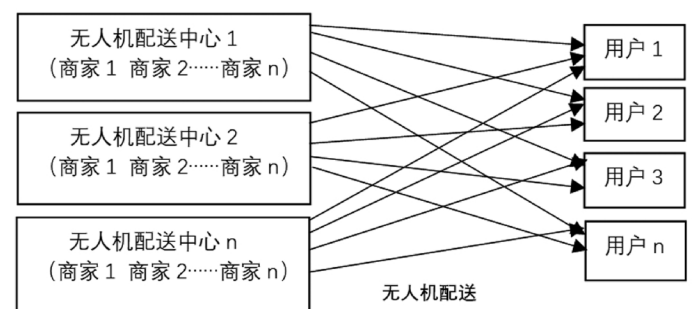 无人机配送中心 1
（商家 1 商家 2……商家 n）
无人机配送中心 2
（商家 1 商家 2……商家 n）
无人机配送中心 n
（商家 1 商家 2……商家 n）
用户 1
用户 2
用户 3
用户 n
无人机配送